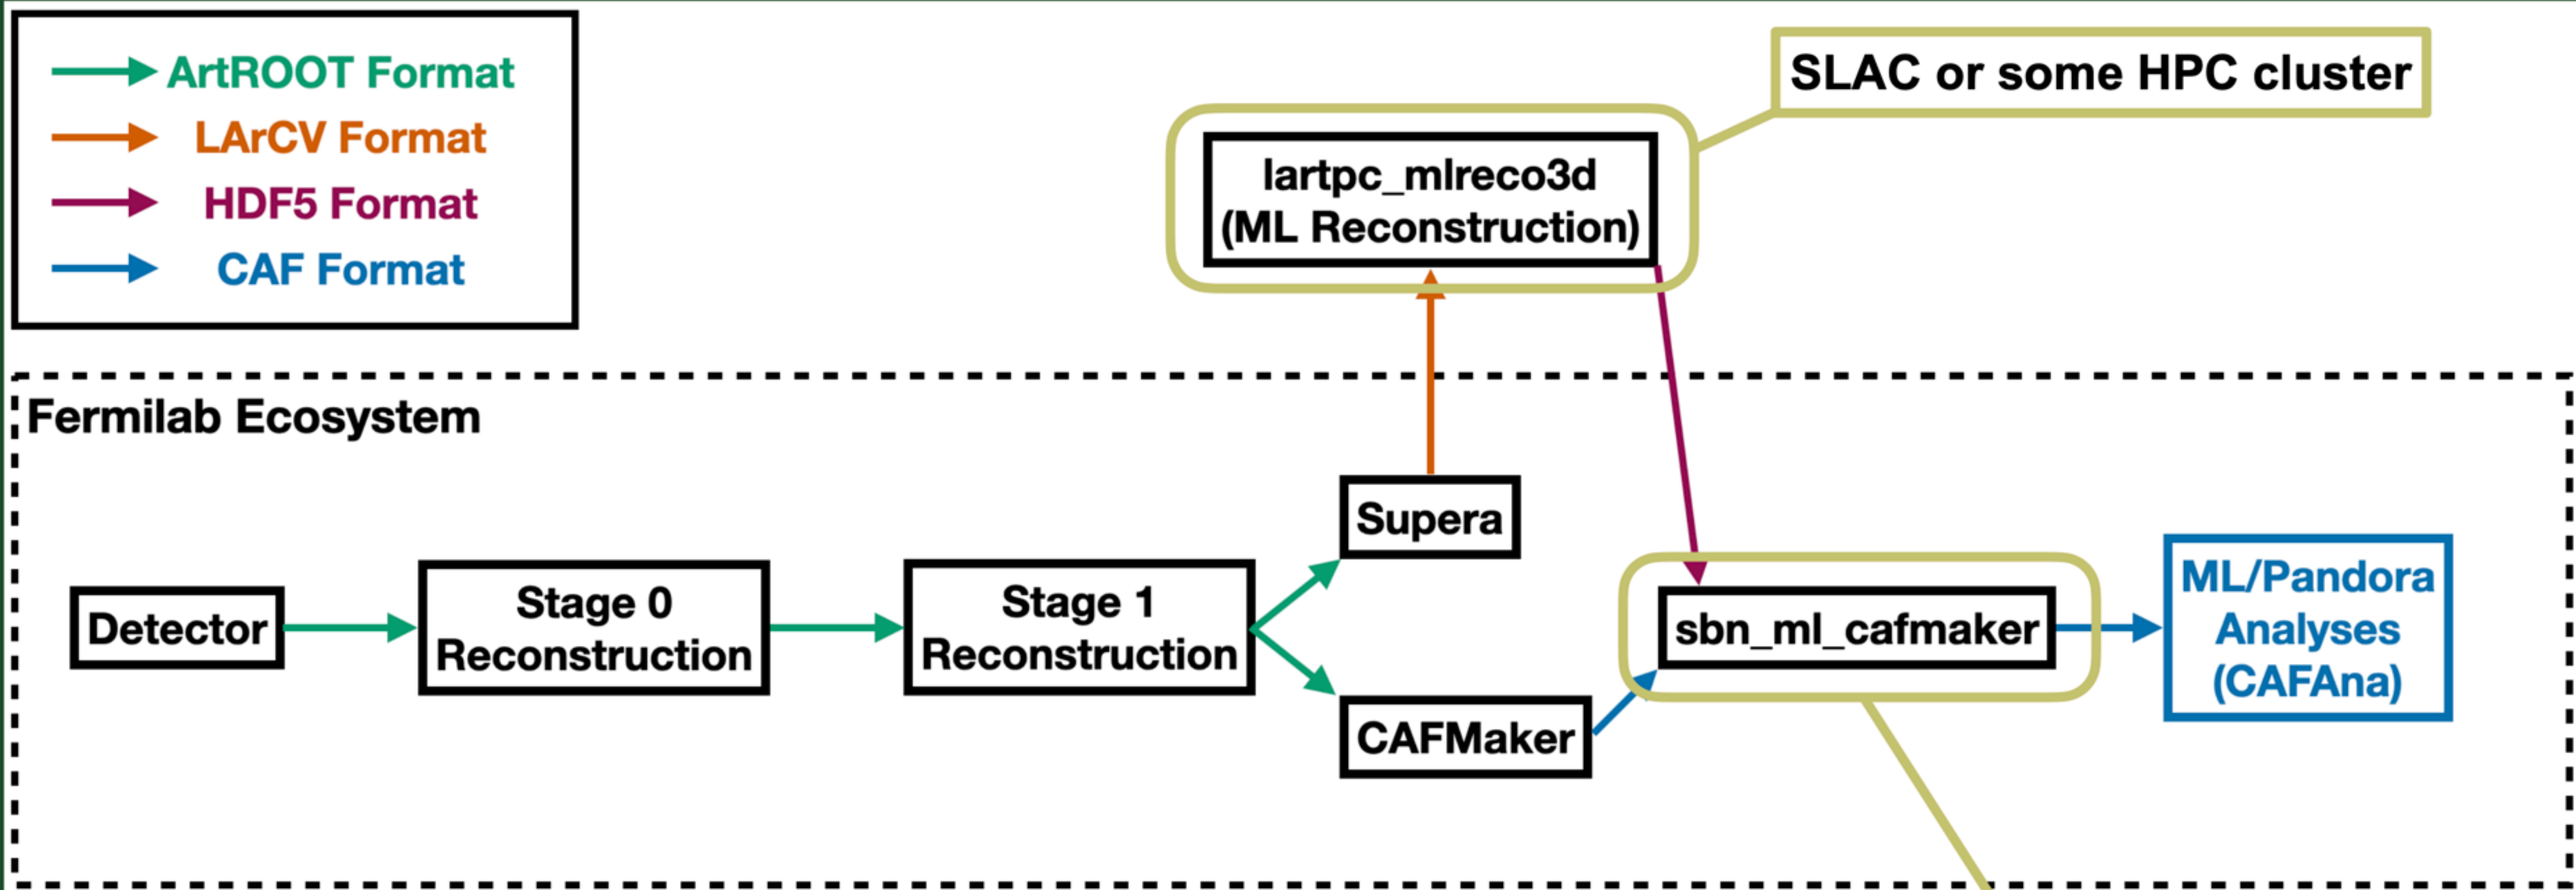 ArtROOT Format
LArCV Format
HDF5 Format
CAF Format
SLAC or some HPC cluster
lartpc_mlreco3d
(ML Reconstruction)
Fermilab Ecosystem
Detector
Stage 0
Reconstruction
Stage 1
Reconstruction
Supera
CAFMaker
sbn_ml_cafmaker
ML/Pandora
Analyses
(CAFAna)